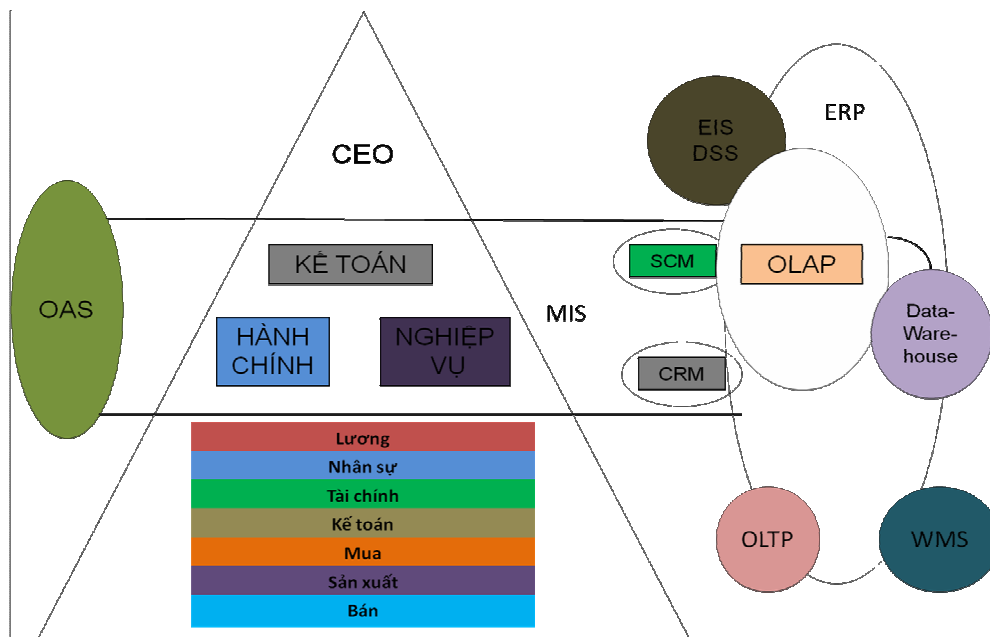 ERP
EIS
DSS
CEO
KẾ TOÁN
SCM
OLAP
OAS
MIS
HÀNH
CHÍNH
NGHIỆP
VỤ
Data-
Ware-
house
CRM
Lương
Nhân sự
Tài chính
Kế toán
Mua
Sản xuất
Bán
OLTP
WMS